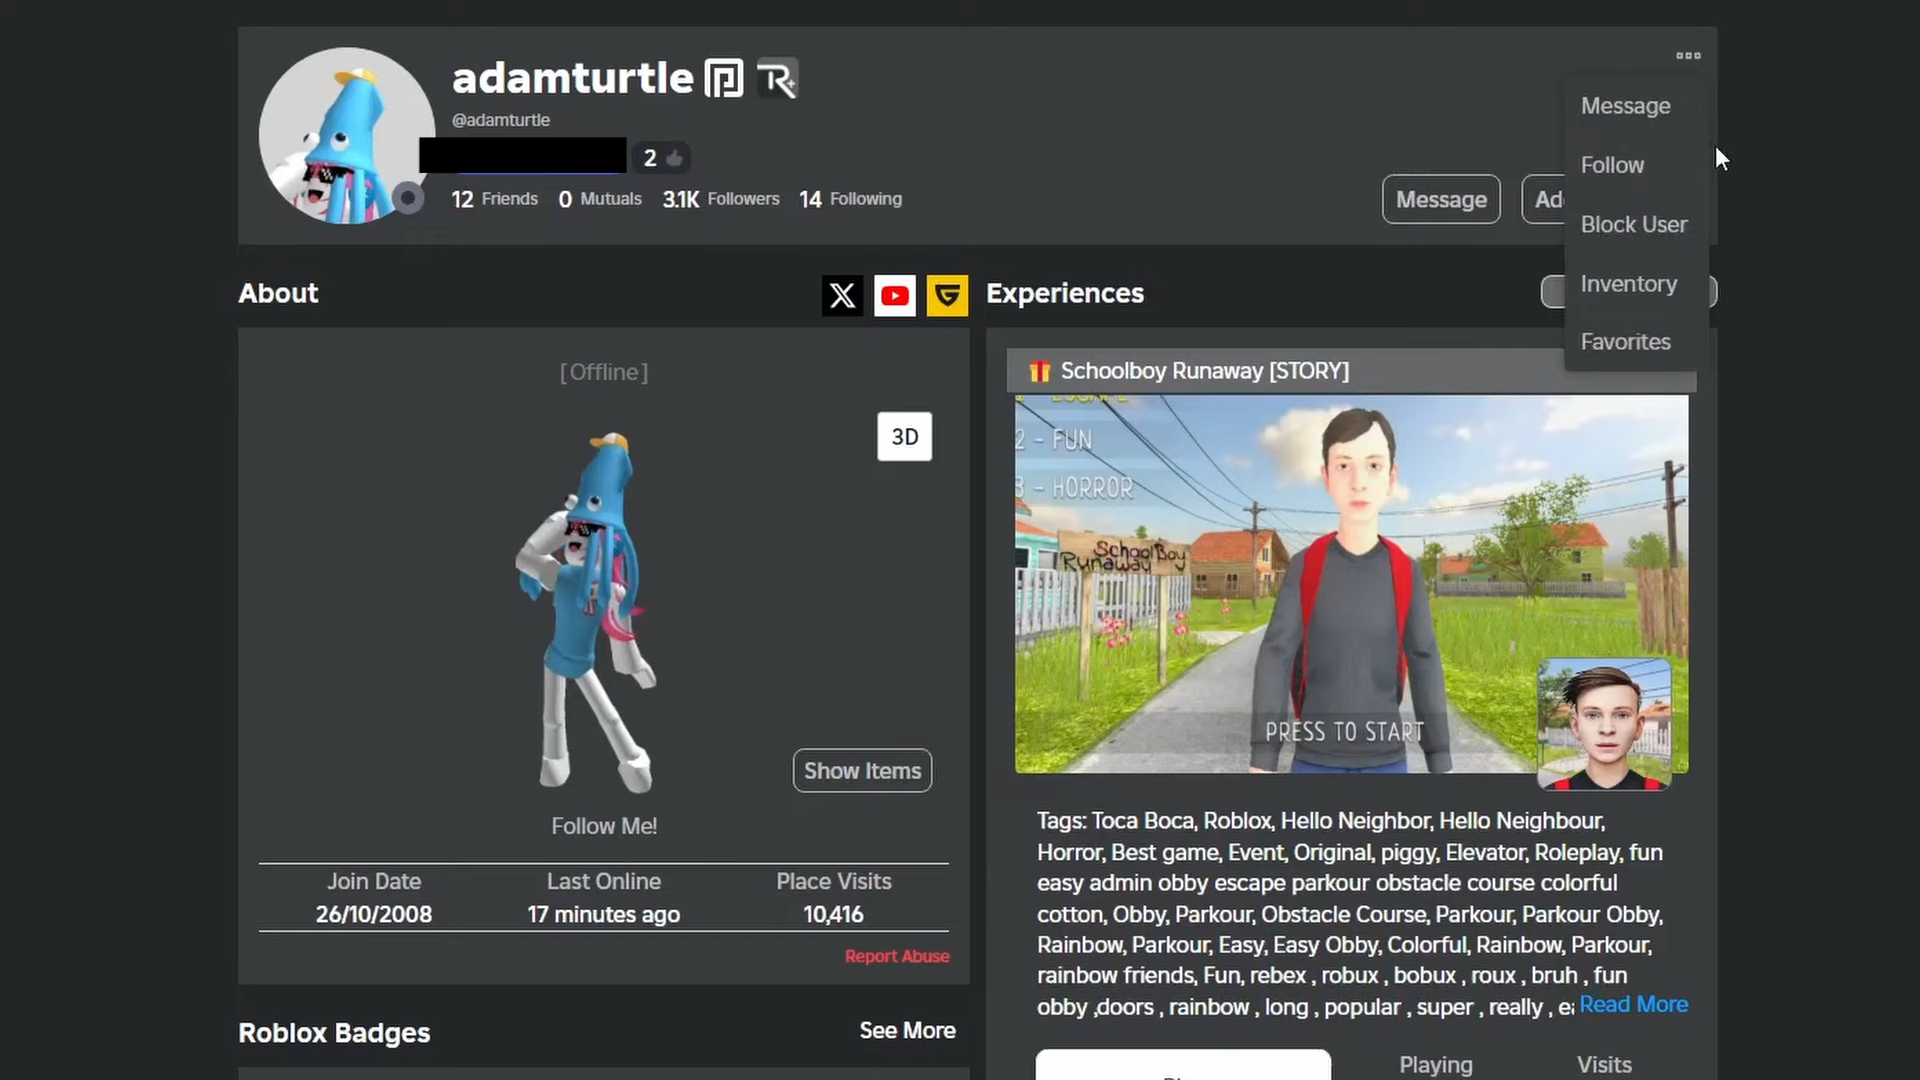 adamturtle
@adamturtle
2
12 Friends 0 Mutuals 3.1K Followers 14 Following
Message
Message
Follow
Block User
Inventory
Favorites
About
[Offline]
3D
Show Items
Follow Me!
Join Date Last Online Place Visits
26/10/2008 17 minutes ago 10,416
Report Abuse
Roblox Badges
See More
Experiences
Schoolboy Runaway [STORY]
2 - FUN
3 - HORROR
SchoolBoy
Runaway
PRESS TO START
Tags: Toca Boca, Roblox, Hello Neighbor, Hello Neighbour,
Horror, Best game, Event, Original, piggy, Elevator, Roleplay, fun
easy admin obby escape parkour obstacle course colorful
cotton, Obby, Parkour, Obstacle Course, Parkour, Parkour Obby,
Rainbow, Parkour, Easy, Easy Obby, Colorful, Rainbow, Parkour,
rainbow friends, Fun, rebex , robux , bobux , roux , bruh , fun
obby ,doors , rainbow , long , popular , super , really , Read More
Playing Visits